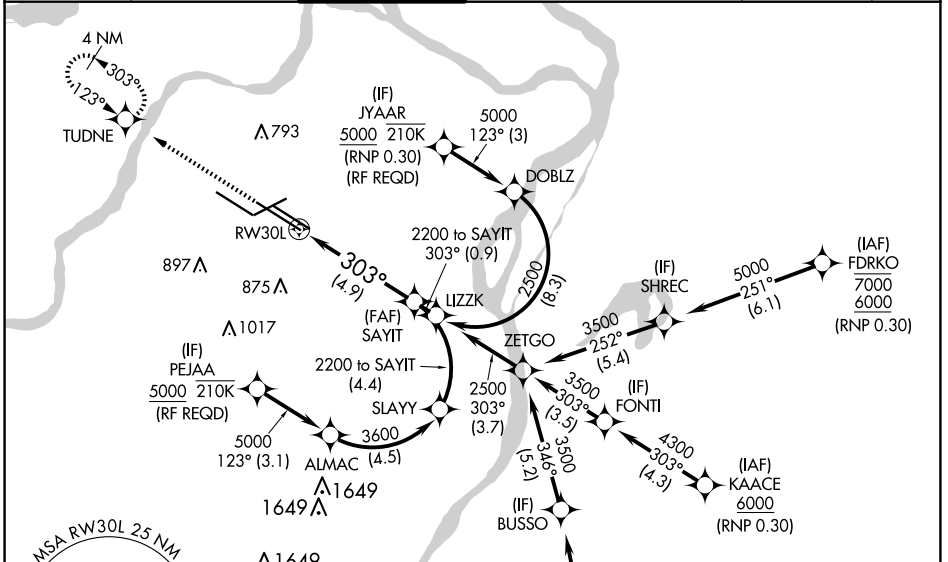 4 NM
303°
123°
TUDNE
793
(IF)
JYAAR
5000 210K
(RNP 0.30)
(RF REQD)
5000
123° (3)
DOBLZ
RW30L
2200 to SAYIT
303° (0.9)
303°
(4.9)
2500
(8.3)
897
875
1017
(FAF)
SAYIT
LIZZK
(IF)
SHREC
5000
251°
(6.1)
(IAF)
FDRKO
7000
6000
(RNP 0.30)
ZETGO
3500
252°
(5.4)
(IF)
PEJAA
5000 210K
(RF REQD)
2200 to SAYIT
(4.4)
SLAYY
2500
303°
(3.7)
3500
303°
(3.5)
(IF)
FONTI
5000
123° (3.1)
ALMAC
3600
(4.5)
3500
346°
(5.2)
4300
303°
(4.3)
(IAF)
KAACE
6000
(RNP 0.30)
(IF)
BUSSO
1649
1649
1649
MSA RW30L 25 NM